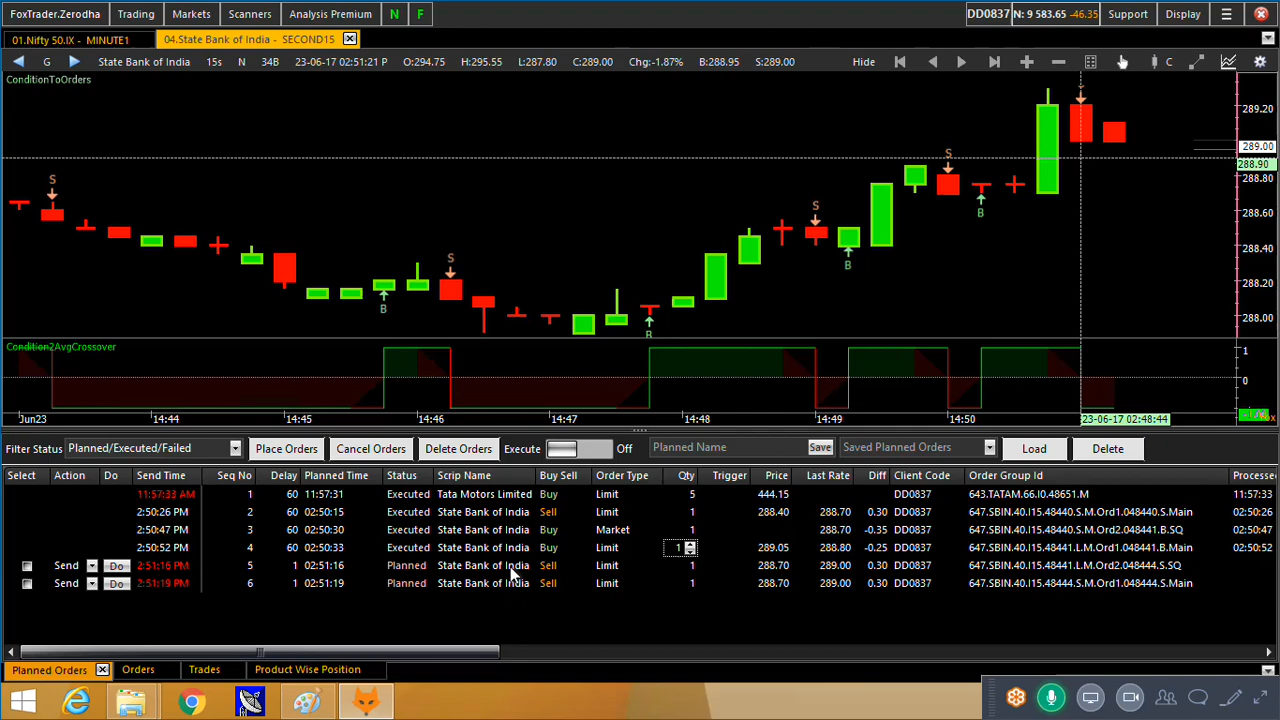 FoxTrader.Zerodha Trading Markets Scanners Analysis Premium N F DD0837 N: 9 583.65 -46.35 Support Display
01.Nifty 50.IX - MINUTE1 04.State Bank of India - SECOND15
G State Bank of India 15s N 34B 23-06-17 02:51:21 P O:294.75 H:295.55 L:287.80 C:289.00 Chg:-1.87% B:288.95 S:289.00 Hide C
ConditionToOrders
289.20
289.00
288.90
288.80
288.60
288.40
288.20
288.00
S
B
S
B
S
B
S
B
Condition2AvgCrossover
1
0
Jun23 14:44 14:45 14:46 14:47 14:48 14:49 14:50 23-06-17 02:48:44
Filter Status Planned/Executed/Failed Place Orders Cancel Orders Delete Orders Execute Off Planned Name Save Saved Planned Orders Load Delete
Select Action Do Send Time Seq No Delay Planned Time Status Scrip Name Buy Sell Order Type Qty Trigger Price Last Rate Diff Client Code Order Group Id Processed
11:57:33 AM 1 60 11:57:31 Executed Tata Motors Limited Buy Limit 5 444.15 DD0837 643.TATAM.66.I0.48651.M 11:57:33
2:50:26 PM 2 60 02:50:15 Executed State Bank of India Sell Limit 1 288.40 288.70 0.30 DD0837 647.SBIN.40.I15.48440.S.M.Ord1.048440.S.Main 02:50:26
2:50:47 PM 3 60 02:50:30 Executed State Bank of India Buy Market 1 288.70 -0.35 DD0837 647.SBIN.40.I15.48440.S.M.Ord2.048441.B.SQ 02:50:47
2:50:52 PM 4 60 02:50:33 Executed State Bank of India Buy Limit 1 289.05 288.80 -0.25 DD0837 647.SBIN.40.I15.48441.L.M.Ord1.048441.B.Main 02:50:52
Send Do 2:51:16 PM 5 1 02:51:16 Planned State Bank of India Sell Limit 1 288.70 289.00 0.30 DD0837 647.SBIN.40.I15.48441.L.M.Ord2.048444.S.SQ
Send Do 2:51:19 PM 6 1 02:51:19 Planned State Bank of India Sell Limit 1 288.70 289.00 0.30 DD0837 647.SBIN.40.I15.48444.S.M.Ord1.048444.S.Main
Planned Orders Orders Trades Product Wise Position